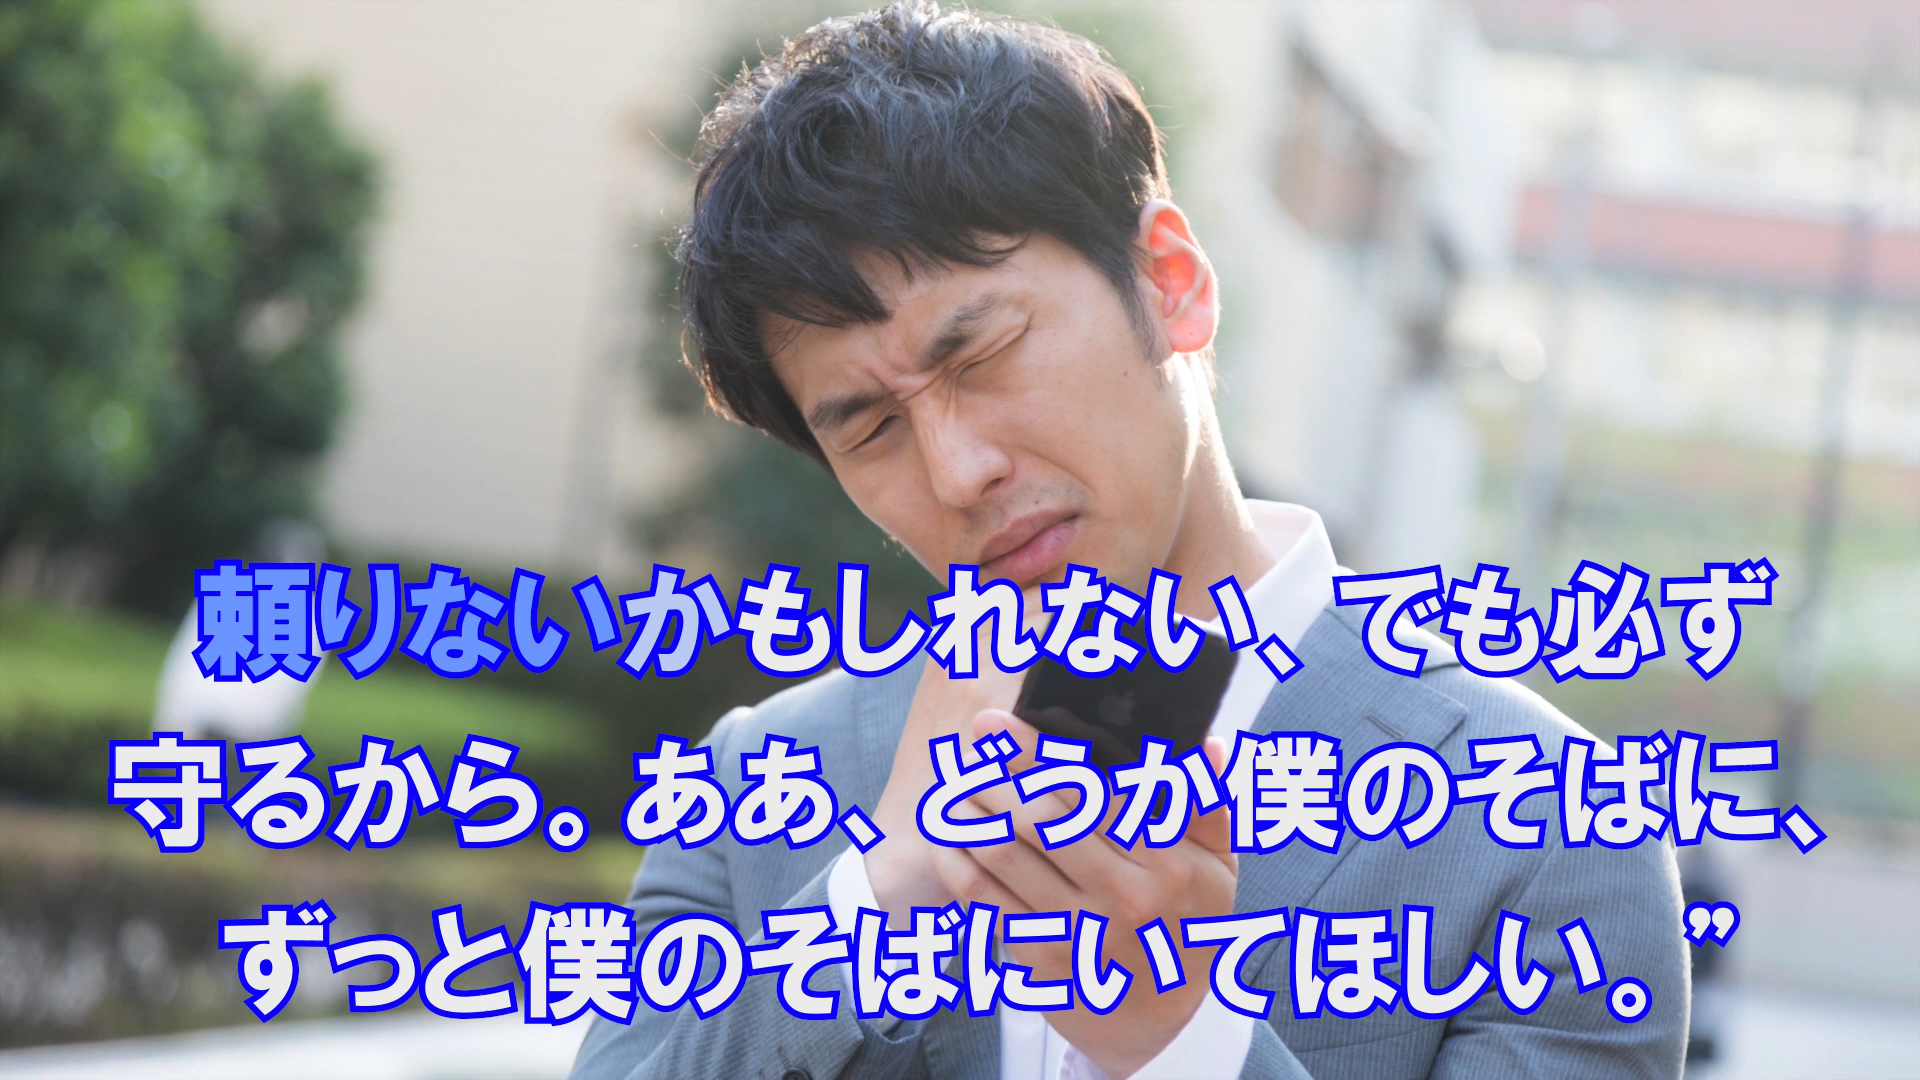 頼りないかもしれない、でも必ず
守るから。ああ、どうか僕のそばに、
ずっと僕のそばにいてほしい。”